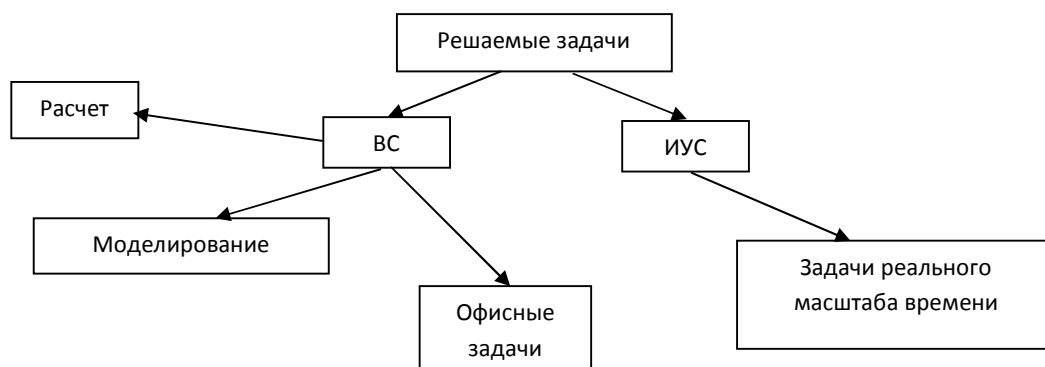 Решаемые задачи
Расчет
ВС
ИУС
Моделирование
Задачи реального
масштаба времени
Офисные
задачи